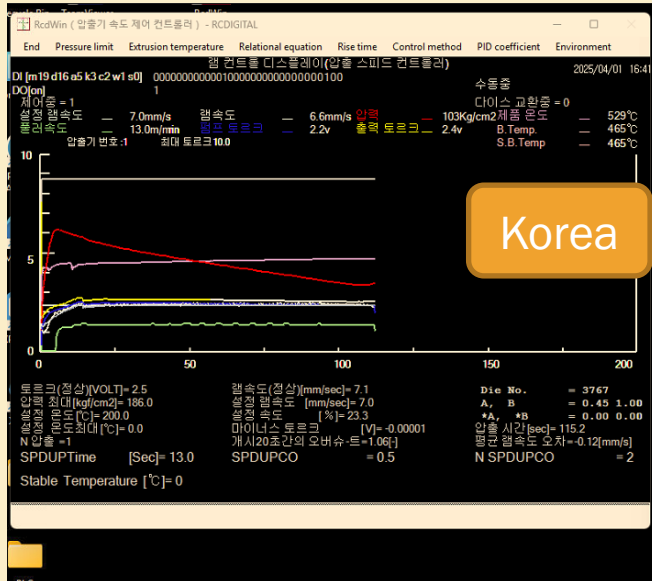 RcdWin ( 압출기 속도 제어 컨트롤러 ) - RCDIGITAL
End Pressure limit Extrusion temperature Relational equation Rise time Control method PID coefficient Environment
램 컨트롤 디스플레이(압출 스피드 컨트롤러) 2025/04/01 16:41
DI [m19 d16 a5 k3 c2 w1 s0] 수동중
DO[on] 1
제어중 = 1 다이스 교환중 = 0
설정 램속도 7.0mm/s 램속도 6.6mm/s 압력 103Kg/cm2 제품 온도 529℃
풀러속도 13.0m/min 펌프 토르크 2.2v 출력 토르크 2.4v B.Temp. 465℃
압출기 번호 :1 최대 토르크10.0 S.B.Temp 465℃
10
5
0
0 50 100 150 200
Korea
토르크(정상)[VOLT]= 2.5 램속도(정상)[mm/sec]= 7.1 Die No. = 3767
압력 최대[kgf/cm2]= 186.0 설정 램속도 [mm/sec]= 7.0 A, B = 0.45 1.00
설정 온도[℃]= 200.0 설정 속도 [%]= 23.3 *A, *B = 0.00 0.00
설정 온도최대[℃]= 0.0 마이너스 토르크 [V]= -0.00001 압출 시간[sec]= 115.2
N 압출 =1 개시20초간의 오버슈-트=1.06[-] 평균 램속도 오차=-0.12[mm/s]
SPDUPTime [Sec]= 13.0 SPDUPCO = 0.5 N SPDUPCO = 2
Stable Temperature [℃]= 0